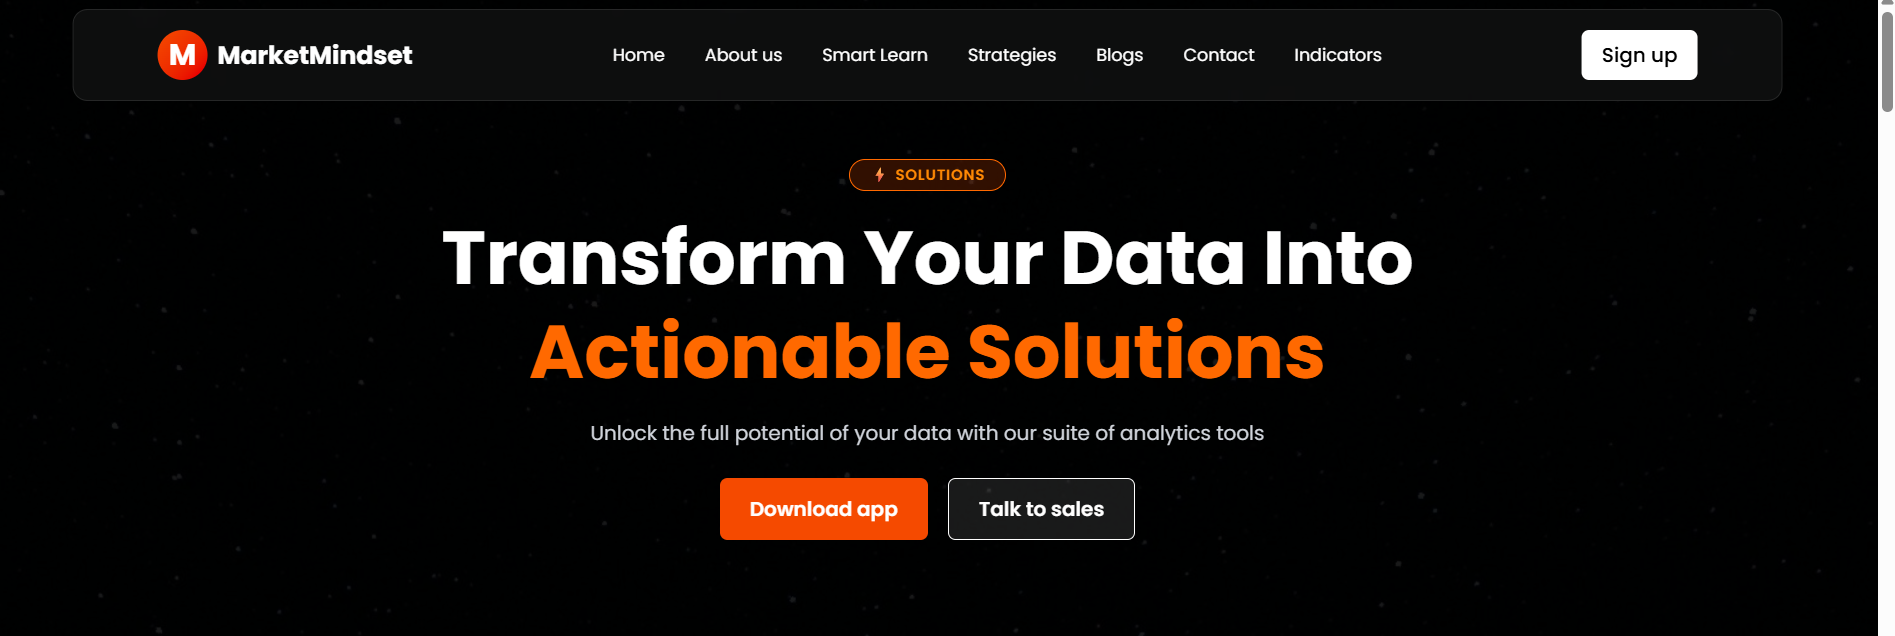 M MarketMindset
Home About us Smart Learn Strategies Blogs Contact Indicators
Sign up
SOLUTIONS
Transform Your Data Into
Actionable Solutions
Unlock the full potential of your data with our suite of analytics tools
Download app
Talk to sales